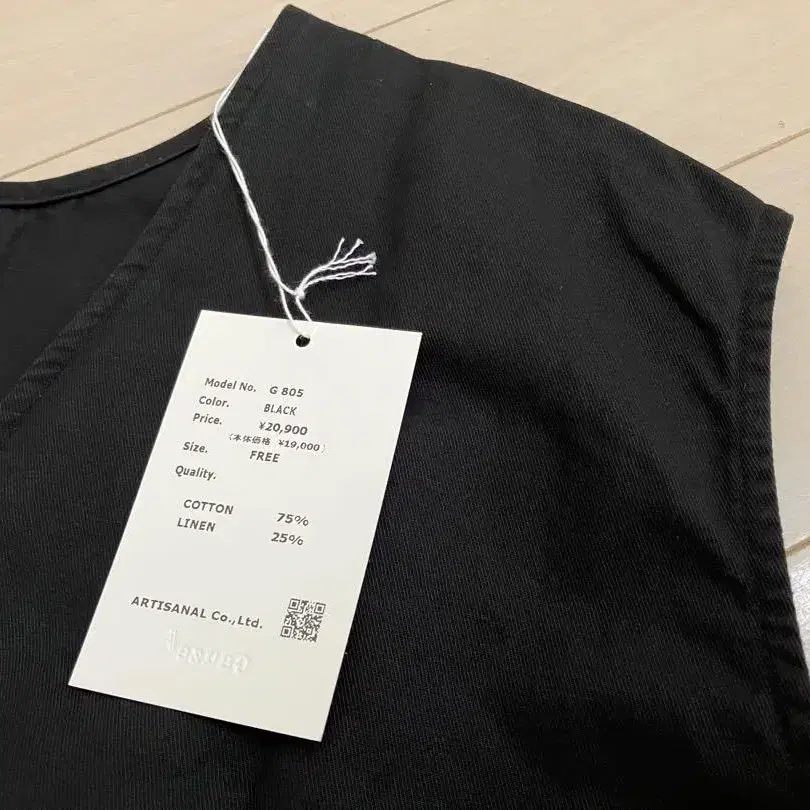 Model No. G 805
Color. BLACK
Price. ¥20,900
(本体価格 ¥19,000)
Size. FREE
Quality.
COTTON 75%
LINEN 25%
ARTISANAL Co.,Ltd.